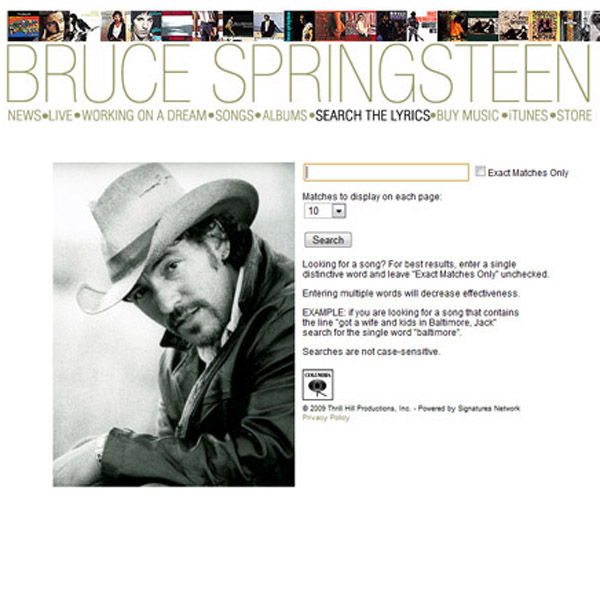 BRUCE SPRINGSTEEN
NEWS•LIVE•WORKING ON A DREAM•SONGS•ALBUMS•SEARCH THE LYRICS•BUY MUSIC•iTUNES•STORE
Exact Matches Only
Matches to display on each page:
10
Search
Looking for a song? For best results, enter a single
distinctive word and leave "Exact Matches Only" unchecked.
Entering multiple words will decrease effectiveness.
EXAMPLE: if you are looking for a song that contains
the line "got a wife and kids in Baltimore, Jack"
search for the single word "baltimore".
Searches are not case-sensitive.
COLUMBIA
© 2009 Thrill Hill Productions, Inc. - Powered by Signatures Network
Privacy Policy